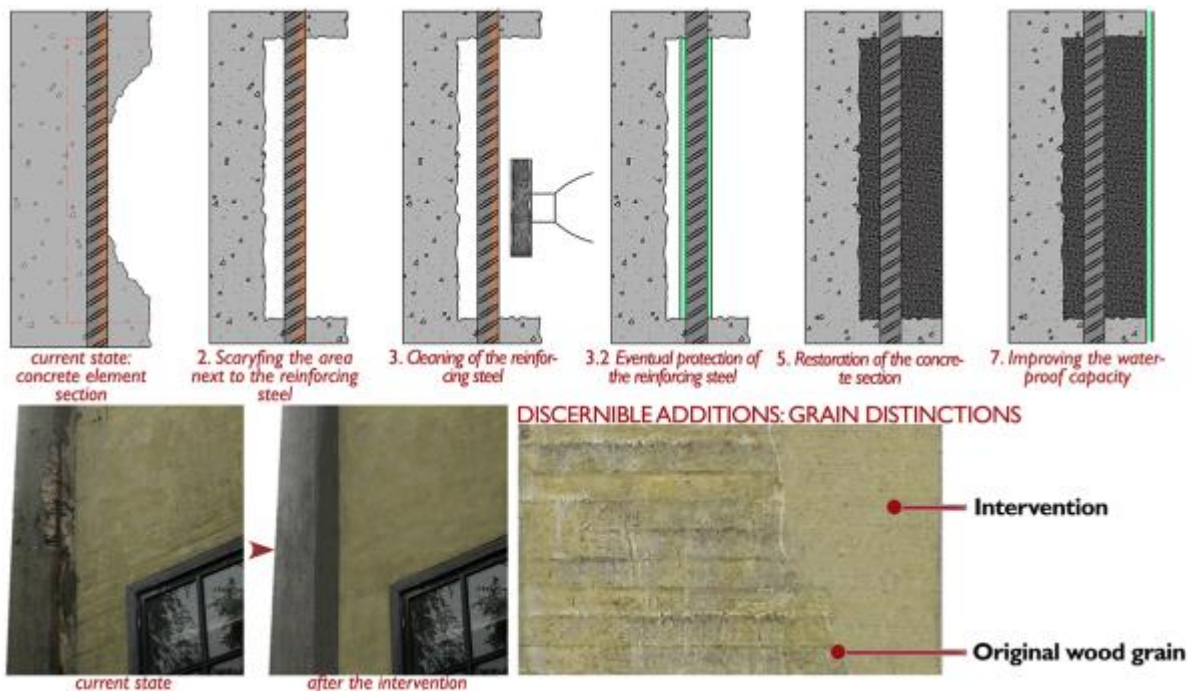 current state:
concrete element
section
2. Scaryfing the area
next to the reinforcing
steel
3. Cleaning of the reinfor-
cing steel
3.2 Eventual protection of
the reinforcing steel
5. Restoration of the concre-
te section
7. Improving the water-
proof capacity
DISCERNIBLE ADDITIONS: GRAIN DISTINCTIONS
Intervention
Original wood grain
current state
after the intervention